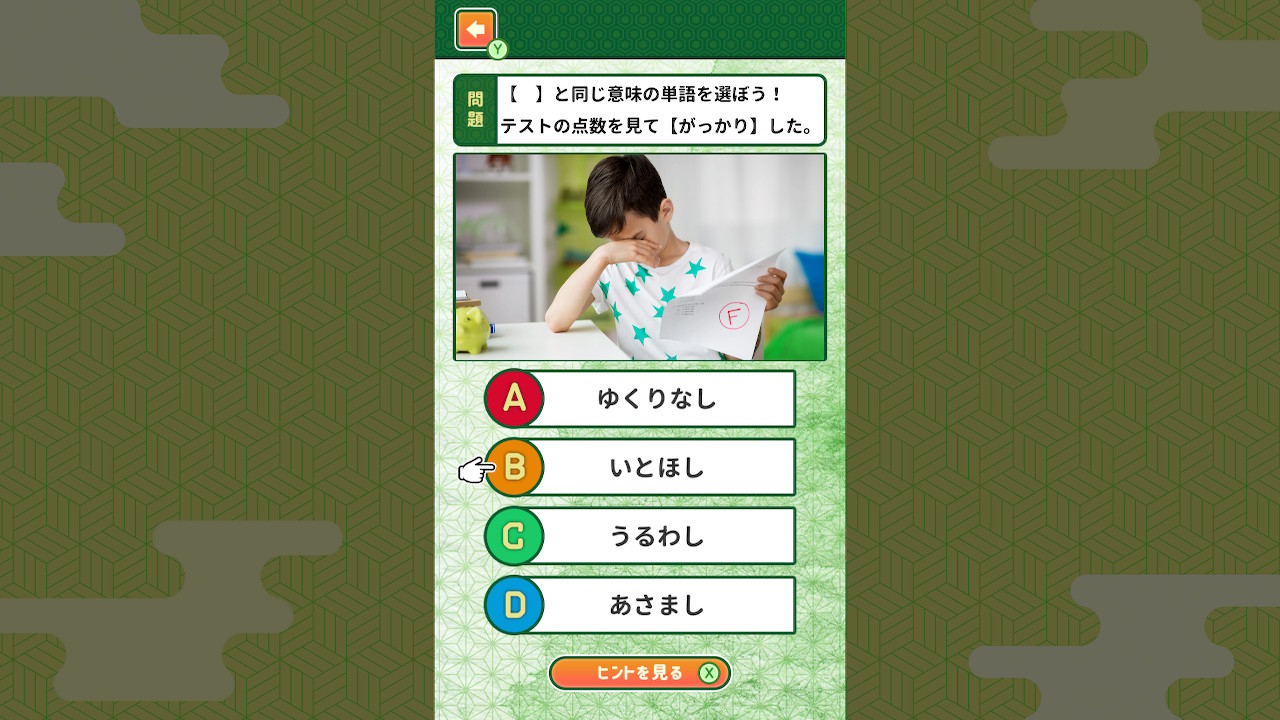 Y
問題
【　】と同じ意味の単語を選ぼう！
テストの点数を見て【がっかり】した。
F
A ゆくりなし
B いとほし
C うるわし
D あさまし
ヒントを見る X